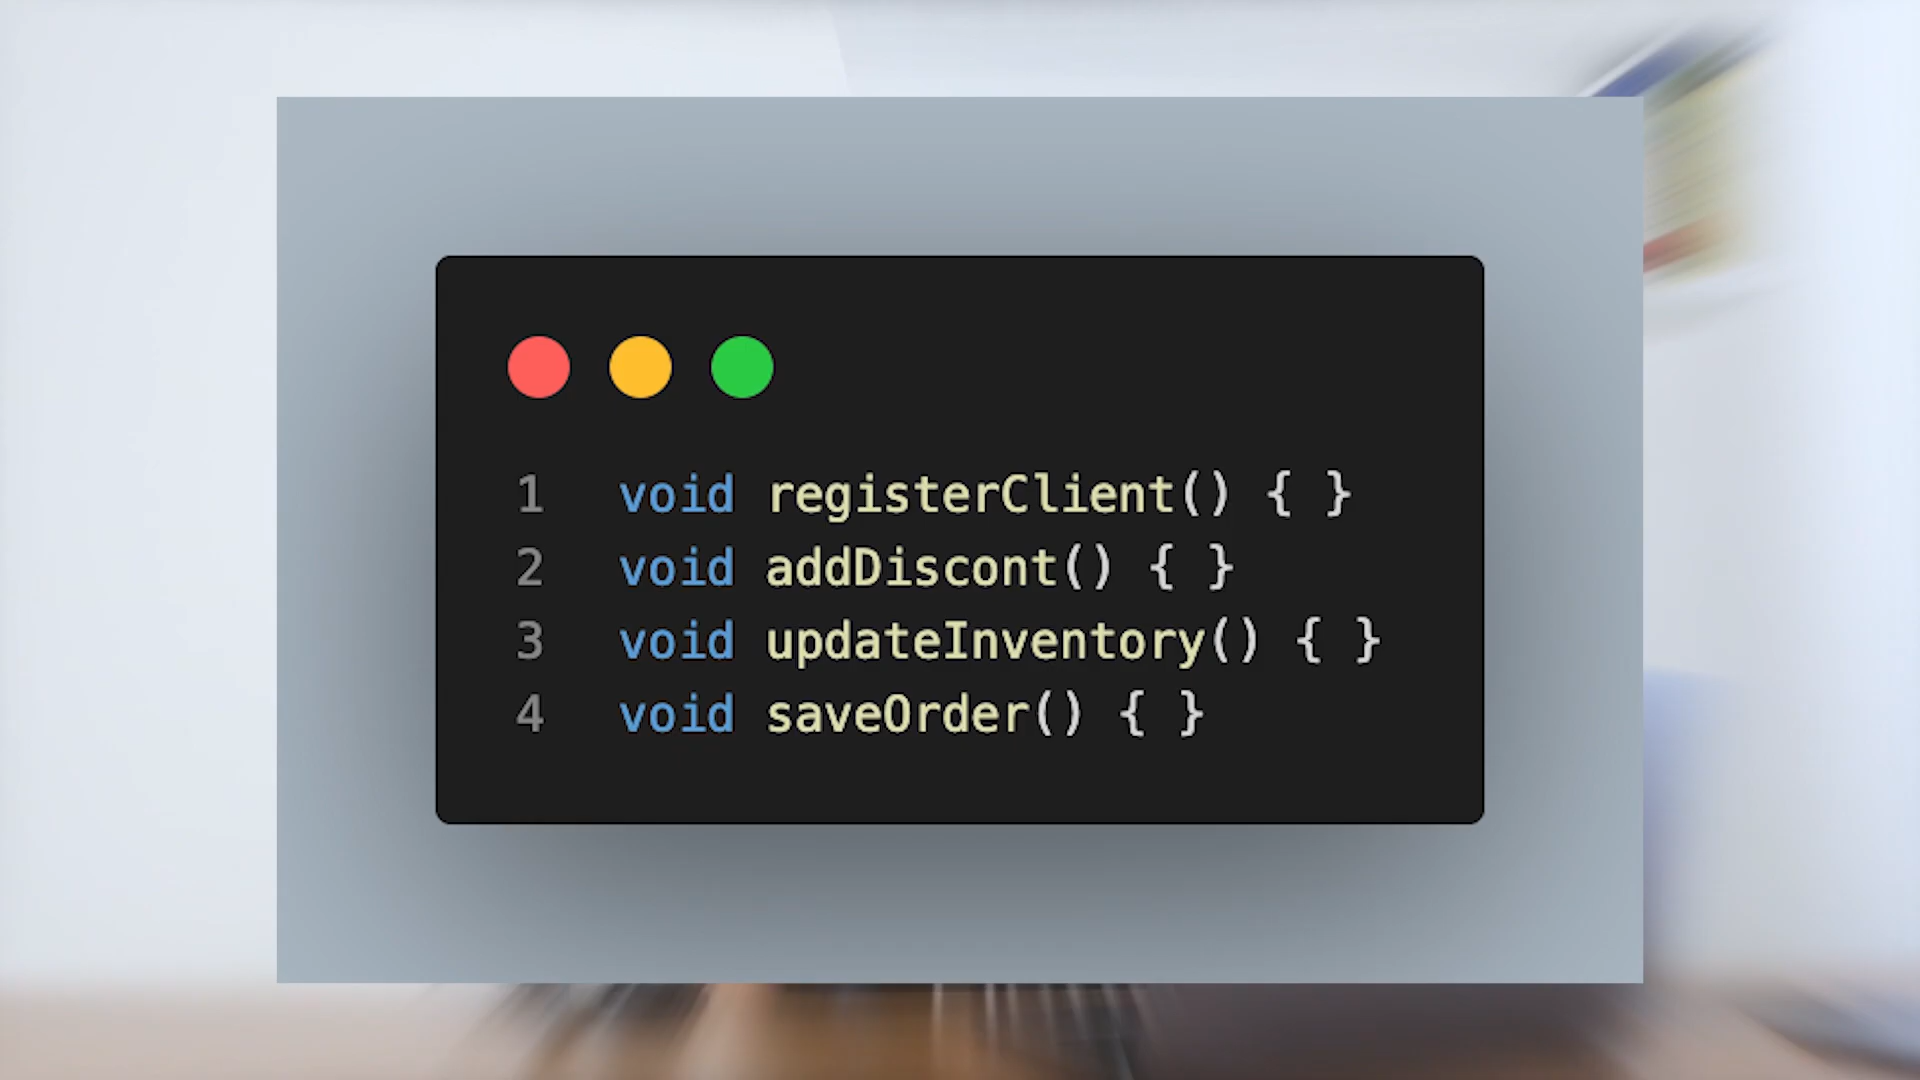 1 void registerClient() { }
2 void addDiscont() { }
3 void updateInventory() { }
4 void saveOrder() { }